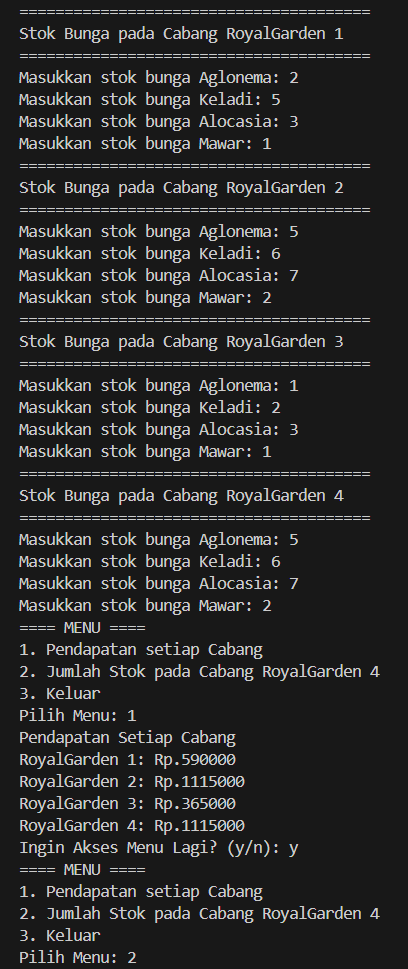 =======================================
Stok Bunga pada Cabang RoyalGarden 1
=======================================
Masukkan stok bunga Aglonema: 2
Masukkan stok bunga Keladi: 5
Masukkan stok bunga Alocasia: 3
Masukkan stok bunga Mawar: 1
=======================================
Stok Bunga pada Cabang RoyalGarden 2
=======================================
Masukkan stok bunga Aglonema: 5
Masukkan stok bunga Keladi: 6
Masukkan stok bunga Alocasia: 7
Masukkan stok bunga Mawar: 2
=======================================
Stok Bunga pada Cabang RoyalGarden 3
=======================================
Masukkan stok bunga Aglonema: 1
Masukkan stok bunga Keladi: 2
Masukkan stok bunga Alocasia: 3
Masukkan stok bunga Mawar: 1
=======================================
Stok Bunga pada Cabang RoyalGarden 4
=======================================
Masukkan stok bunga Aglonema: 5
Masukkan stok bunga Keladi: 6
Masukkan stok bunga Alocasia: 7
Masukkan stok bunga Mawar: 2
==== MENU ====
1. Pendapatan setiap Cabang
2. Jumlah Stok pada Cabang RoyalGarden 4
3. Keluar
Pilih Menu: 1
Pendapatan Setiap Cabang
RoyalGarden 1: Rp.590000
RoyalGarden 2: Rp.1115000
RoyalGarden 3: Rp.365000
RoyalGarden 4: Rp.1115000
Ingin Akses Menu Lagi? (y/n): y
==== MENU ====
1. Pendapatan setiap Cabang
2. Jumlah Stok pada Cabang RoyalGarden 4
3. Keluar
Pilih Menu: 2